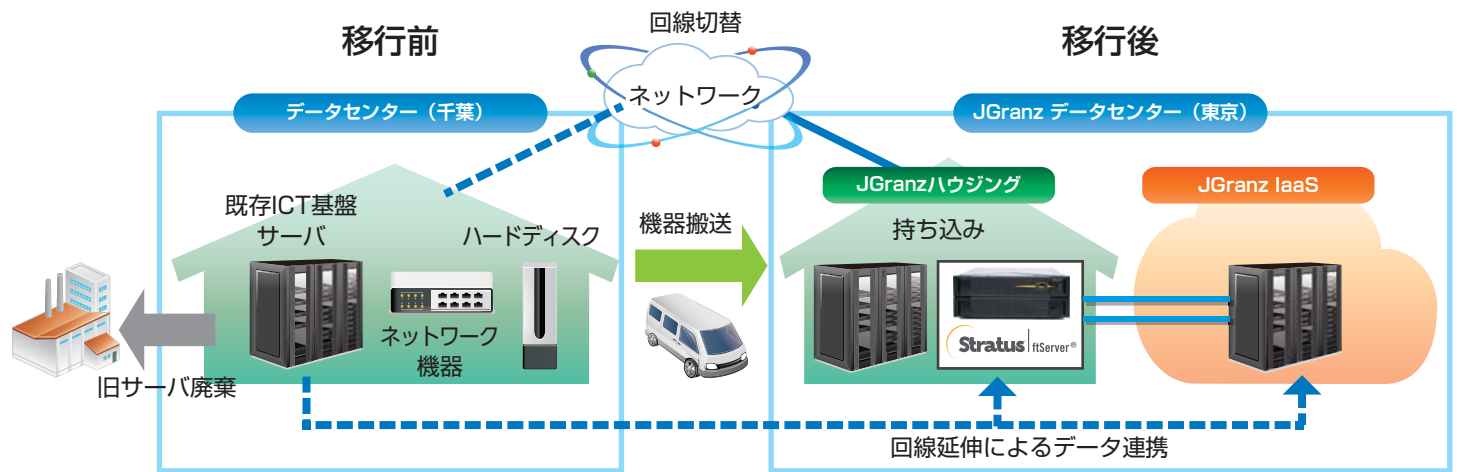 回線切替
移行前
移行後
ネットワーク
データセンター（千葉）
JGranz データセンター（東京）
JGranzハウジング
JGranz IaaS
既存ICT基盤
サーバ
ハードディスク
機器搬送
持ち込み
ネットワーク
機器
Stratus ftServer®
旧サーバ廃棄
回線延伸によるデータ連携